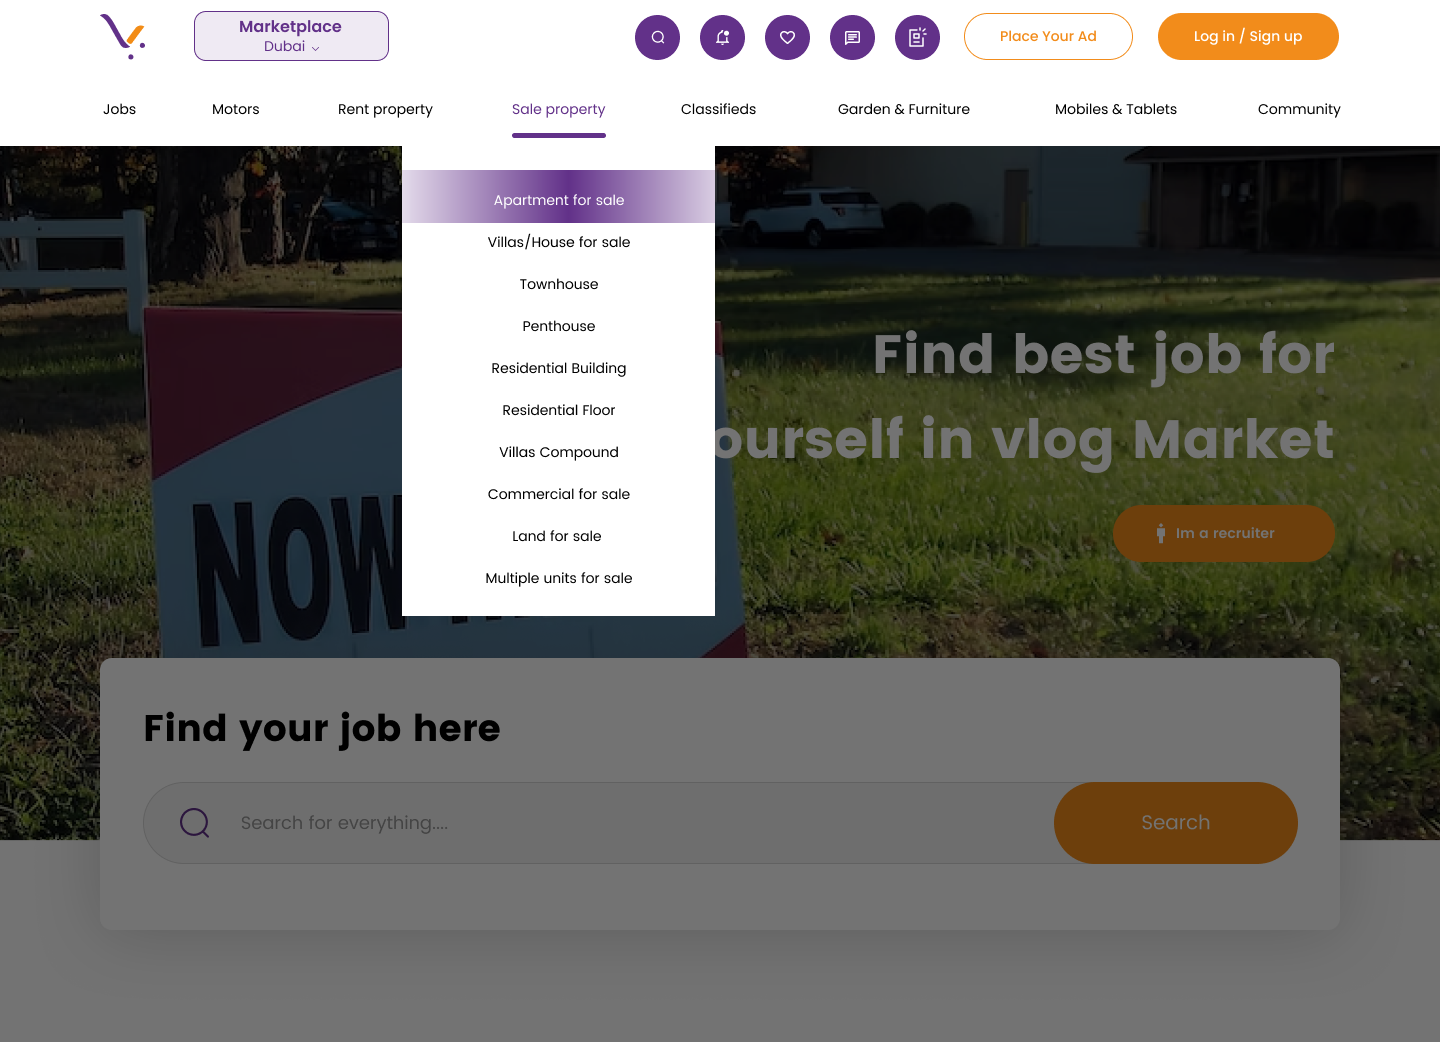 Marketplace
Dubai
Place Your Ad
Log in / Sign up
Jobs
Motors
Rent property
Sale property
Classifieds
Garden & Furniture
Mobiles & Tablets
Community
Apartment for sale
Villas/House for sale
Townhouse
Penthouse
Residential Building
Residential Floor
Villas Compound
Commercial for sale
Land for sale
Multiple units for sale
Find best job for
ourself in vlog Market
Im a recruiter
NOW
Find your job here
Search for everything....
Search